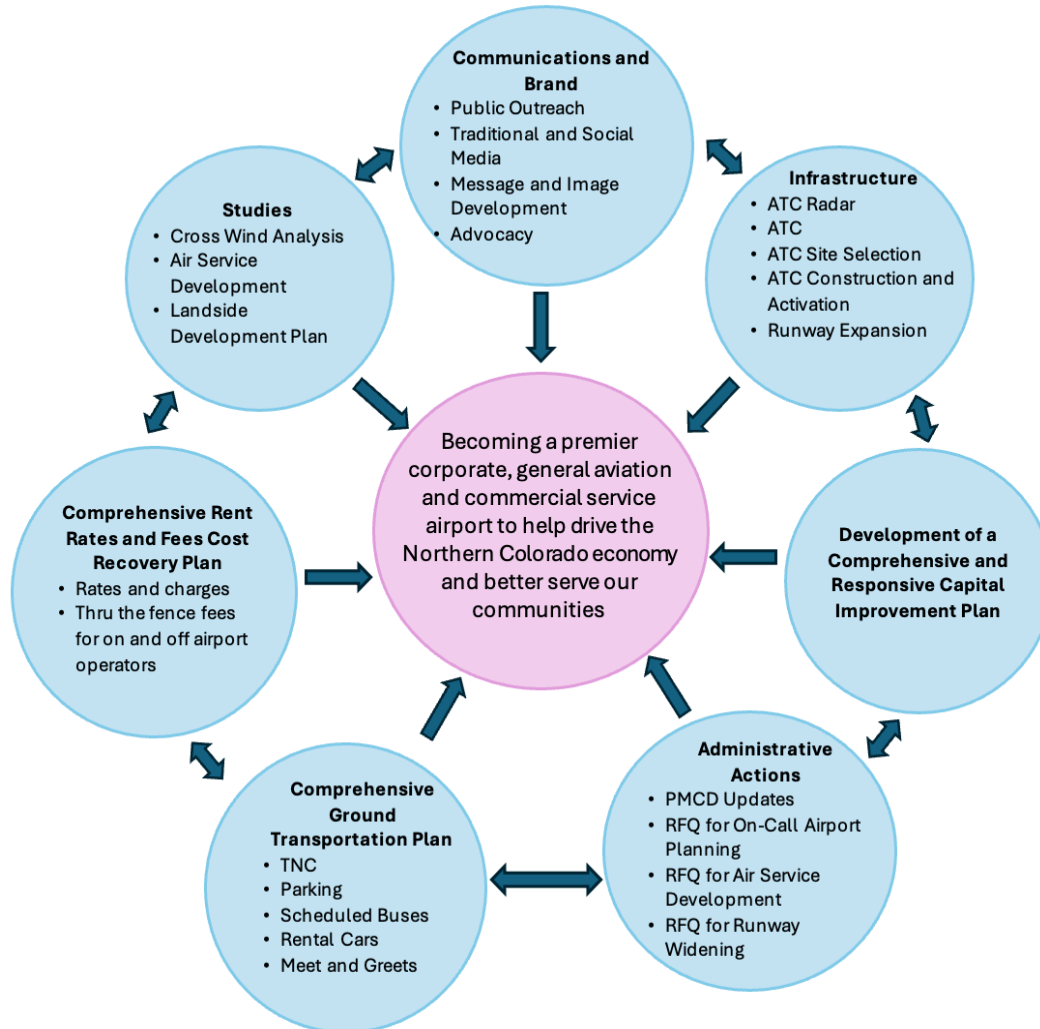 Communications and
Brand
• Public Outreach
• Traditional and Social
Media
• Message and Image
Development
• Advocacy
Infrastructure
• ATC Radar
• ATC
• ATC Site Selection
• ATC Construction and
Activation
• Runway Expansion
Development of a
Comprehensive and
Responsive Capital
Improvement Plan
Administrative
Actions
• PMCD Updates
• RFQ for On-Call Airport
Planning
• RFQ for Air Service
Development
• RFQ for Runway
Widening
Comprehensive
Ground
Transportation Plan
• TNC
• Parking
• Scheduled Buses
• Rental Cars
• Meet and Greets
Comprehensive Rent
Rates and Fees Cost
Recovery Plan
• Rates and charges
• Thru the fence fees
for on and off airport
operators
Studies
• Cross Wind Analysis
• Air Service
Development
• Landside
Development Plan
Becoming a premier
corporate, general aviation
and commercial service
airport to help drive the
Northern Colorado economy
and better serve our
communities